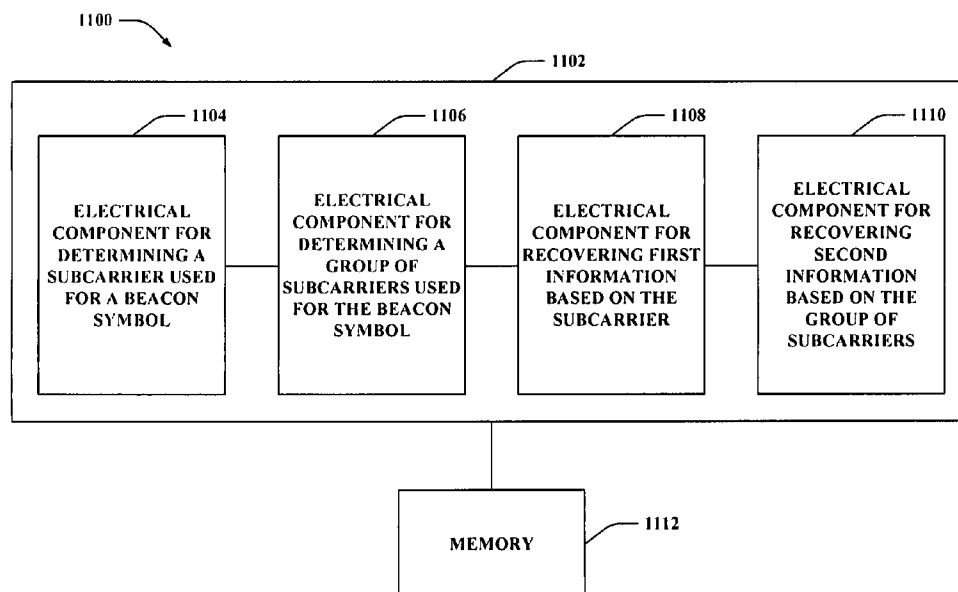 1100
1102
1104
1106
1108
1110
ELECTRICAL
COMPONENT FOR
DETERMINING A
SUBCARRIER USED
FOR A BEACON
SYMBOL
ELECTRICAL
COMPONENT FOR
DETERMINING A
GROUP OF
SUBCARRIERS USED
FOR THE BEACON
SYMBOL
ELECTRICAL
COMPONENT FOR
RECOVERING FIRST
INFORMATION
BASED ON THE
SUBCARRIER
ELECTRICAL
COMPONENT FOR
RECOVERING
SECOND
INFORMATION
BASED ON THE
GROUP OF
SUBCARRIERS
MEMORY
1112